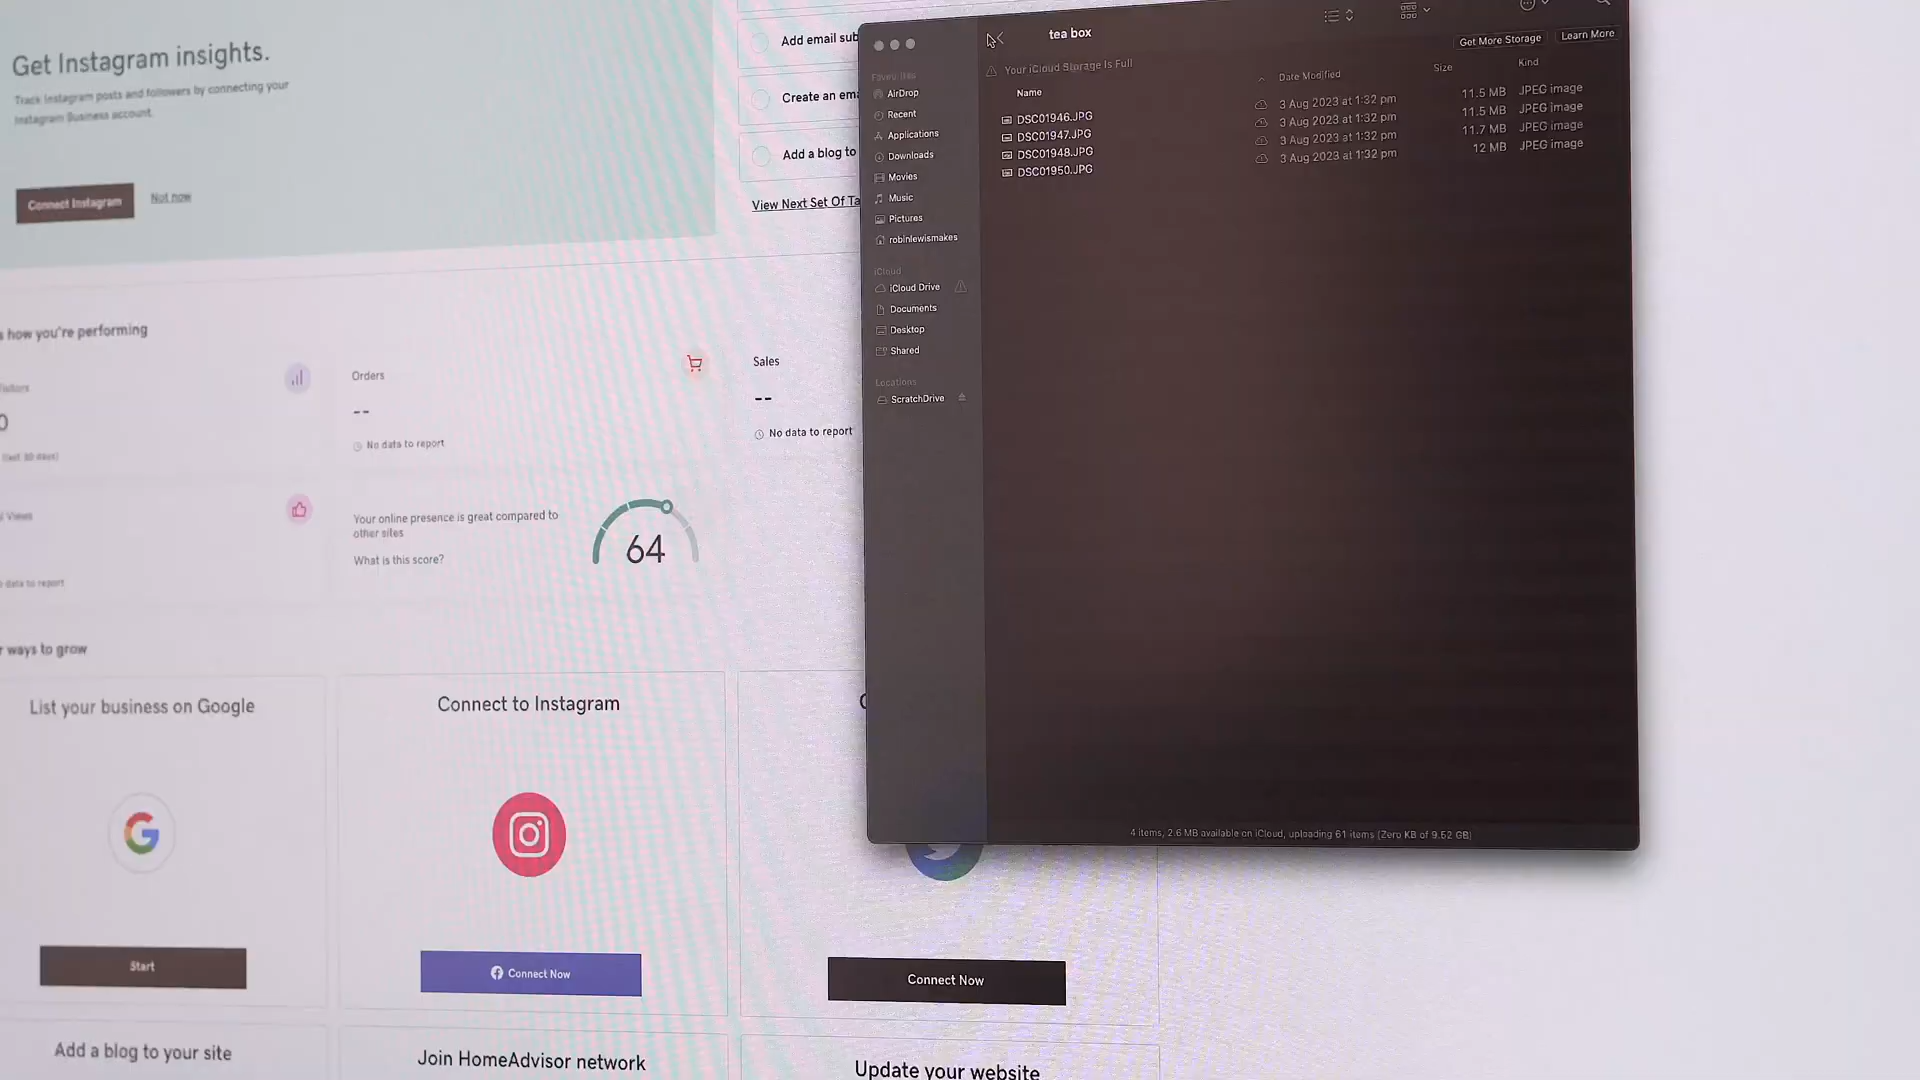 Get Instagram insights.
Track Instagram posts and followers by connecting your
Instagram Business account.
Connect Instagram
Not now
Add email sub
Create an ema
Add a blog to
View Next Set Of Ta
how you're performing
Orders
--
No data to report
Sales
--
No data to report
0
(last 30 days)
Views
data to report
Your online presence is great compared to
other sites
What is this score?
64
ways to grow
List your business on Google
Start
Connect to Instagram
Connect Now
Connect Now
Add a blog to your site
Join HomeAdvisor network
Update your website
tea box
Your iCloud Storage Is Full
Get More Storage
Learn More
Favourites
AirDrop
Recent
Applications
Downloads
Movies
Music
Pictures
robinlewismakes
iCloud
iCloud Drive
Documents
Desktop
Shared
Locations
ScratchDrive
Name Date Modified Size Kind
DSC01946.JPG 3 Aug 2023 at 1:32 pm 11.5 MB JPEG image
DSC01947.JPG 3 Aug 2023 at 1:32 pm 11.5 MB JPEG image
DSC01948.JPG 3 Aug 2023 at 1:32 pm 11.7 MB JPEG image
DSC01950.JPG 3 Aug 2023 at 1:32 pm 12 MB JPEG image
4 items, 2.6 MB available on iCloud, uploading 61 items (Zero KB of 9.52 GB)